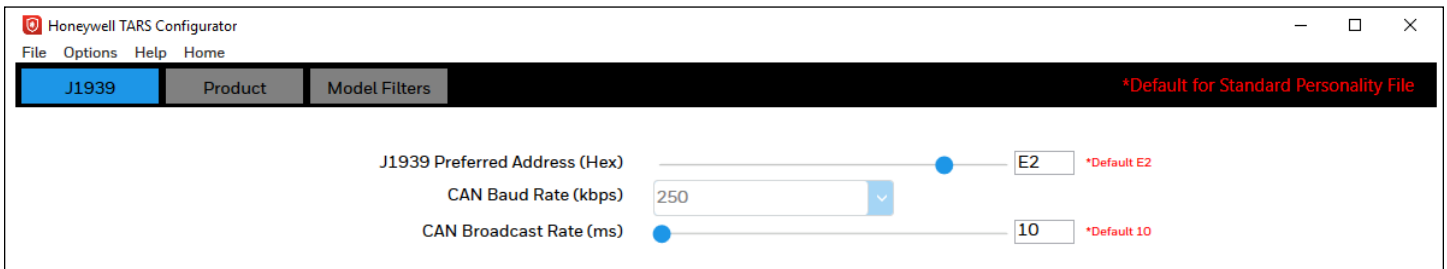 Honeywell TARS Configurator
File Options Help Home
J1939 Product Model Filters *Default for Standard Personality File
J1939 Preferred Address (Hex) E2 *Default E2
CAN Baud Rate (kbps) 250
CAN Broadcast Rate (ms) 10 *Default 10